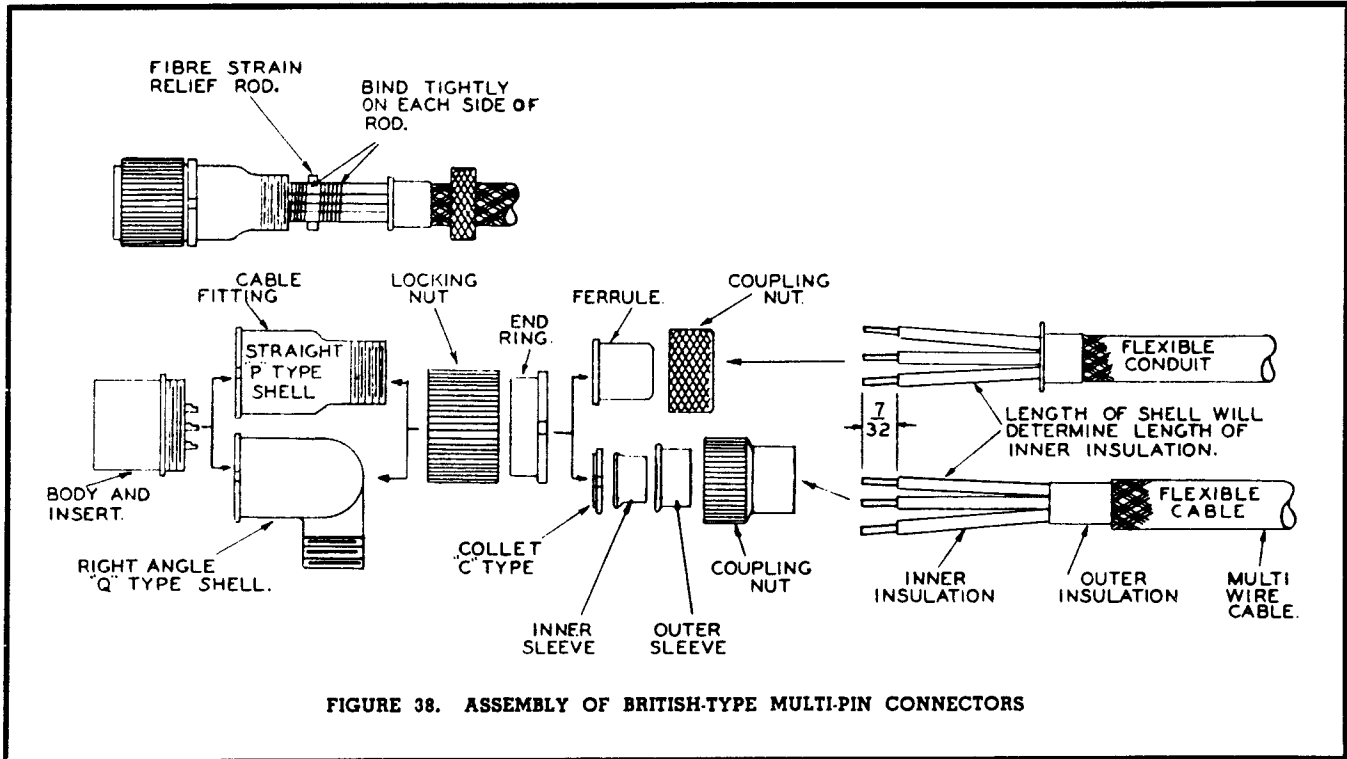 FIBRE STRAIN
RELIEF ROD.
BIND TIGHTLY
ON EACH SIDE OF
ROD.
CABLE
FITTING
LOCKING
NUT
END
RING.
FERRULE.
COUPLING
NUT.
STRAIGHT
"P" TYPE
SHELL
FLEXIBLE
CONDUIT
7
32
LENGTH OF SHELL WILL
DETERMINE LENGTH OF
INNER INSULATION.
BODY AND
INSERT.
RIGHT ANGLE
"Q" TYPE SHELL.
COLLET
"C" TYPE
INNER
SLEEVE
OUTER
SLEEVE
COUPLING
NUT
FLEXIBLE
CABLE
INNER
INSULATION
OUTER
INSULATION
MULTI
WIRE
CABLE.
FIGURE 38. ASSEMBLY OF BRITISH-TYPE MULTI-PIN CONNECTORS